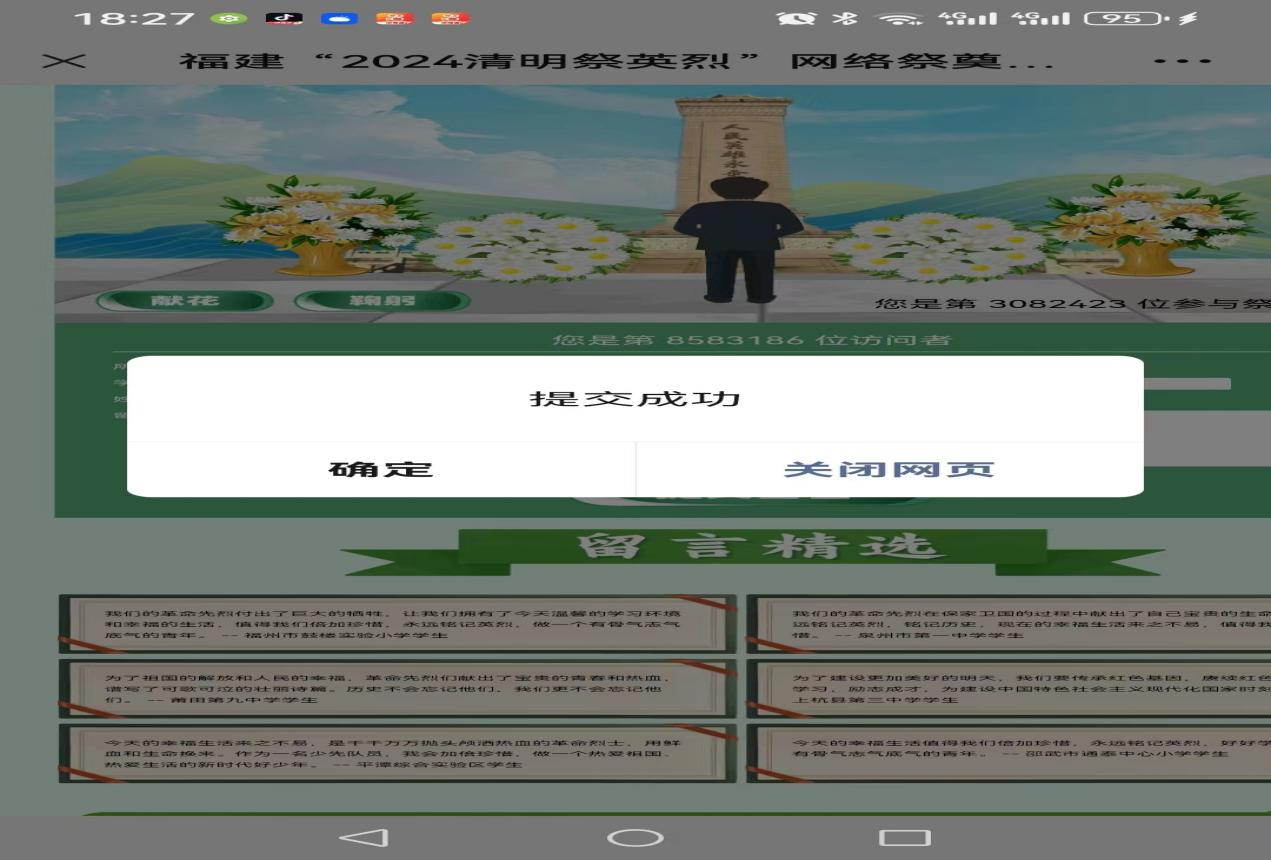 18:27
4G 4G 95
福建“2024清明祭英烈”网络祭奠...
人民英雄永
献花
鞠躬
您是第 3082423 位参与祭
您是第 8583186 位访问者
提交成功
确定
关闭网页
留言精选
我们的革命先烈付出了巨大的牺牲，让我们拥有了今天温馨的学习环境
和幸福的生活，值得我们倍加珍惜，永远铭记英烈，做一个有骨气志气
底气的青年。 -- 福州市鼓楼实验小学学生
我们的革命先烈在保家卫国的过程中献出了自己宝贵的生命
远铭记英烈，铭记历史，现在的幸福生活来之不易，值得我
惜。 -- 泉州市第一中学学生
为了祖国的解放和人民的幸福，革命先烈们献出了宝贵的青春和热血，
谱写了可歌可泣的壮丽诗篇。历史不会忘记他们，我们更不会忘记他
们。 -- 莆田第九中学学生
为了建设更加美好的明天，我们要传承红色基因，赓续红色
学习，励志成才，为建设中国特色社会主义现代化国家时刻
上杭县第三中学学生
今天的幸福生活来之不易，是千千万万抛头颅洒热血的革命烈士，用鲜
血和生命换来。作为一名少先队员，我会加倍珍惜，做一个热爱祖国、
热爱生活的新时代好少年。 -- 平潭综合实验区学生
今天的幸福生活值得我们倍加珍惜，永远铭记英烈，好好学
有骨气志气底气的青年。 -- 邵武市通泰中心小学学生